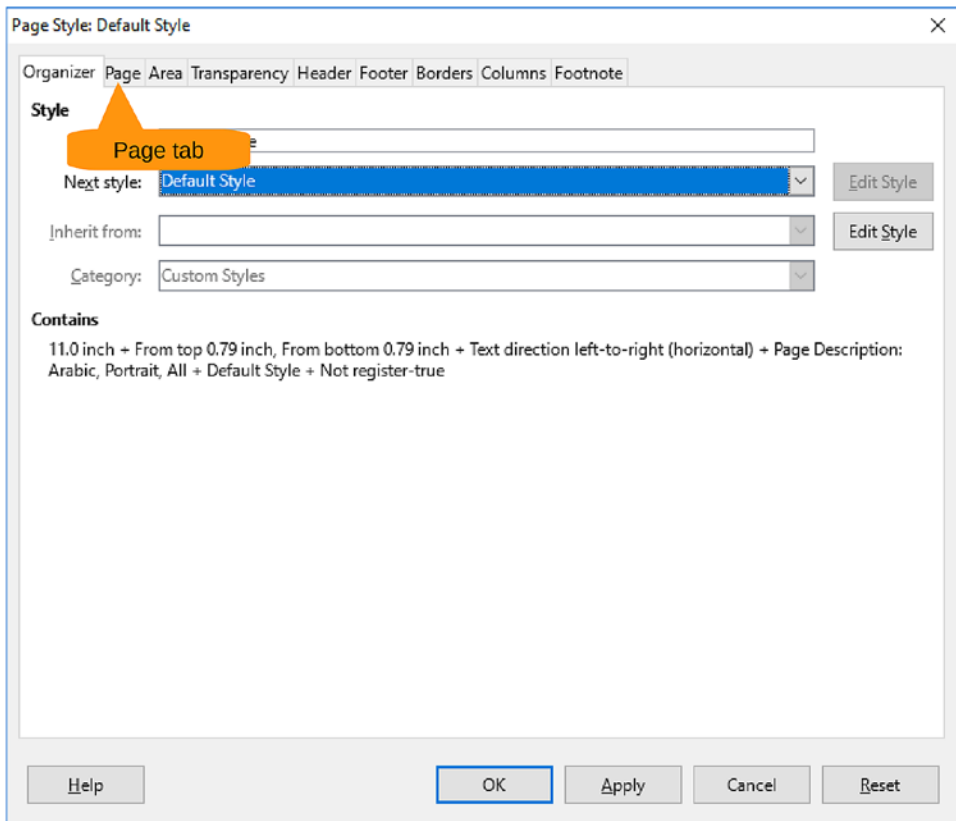 Page Style: Default Style
Organizer Page Area Transparency Header Footer Borders Columns Footnote
Style
Page tab
Next style: Default Style Edit Style
Inherit from: Edit Style
Category: Custom Styles
Contains
11.0 inch + From top 0.79 inch, From bottom 0.79 inch + Text direction left-to-right (horizontal) + Page Description:
Arabic, Portrait, All + Default Style + Not register-true
Help OK Apply Cancel Reset